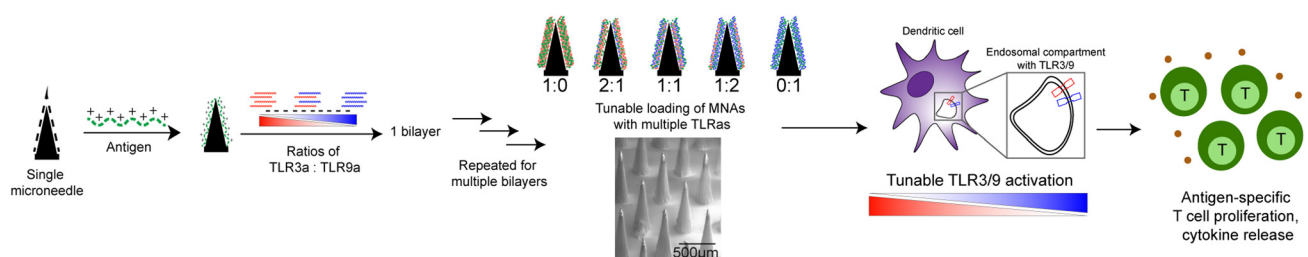 Single
microneedle
+ + + + +
Antigen
Ratios of
TLR3a : TLR9a
1 bilayer
Repeated for
multiple bilayers
1:0 2:1 1:1 1:2 0:1
Tunable loading of MNAs
with multiple TLRas
500μm
Dendritic cell
Endosomal compartment
with TLR3/9
Tunable TLR3/9 activation
T
T
T
T
Antigen-specific
T cell proliferation,
cytokine release